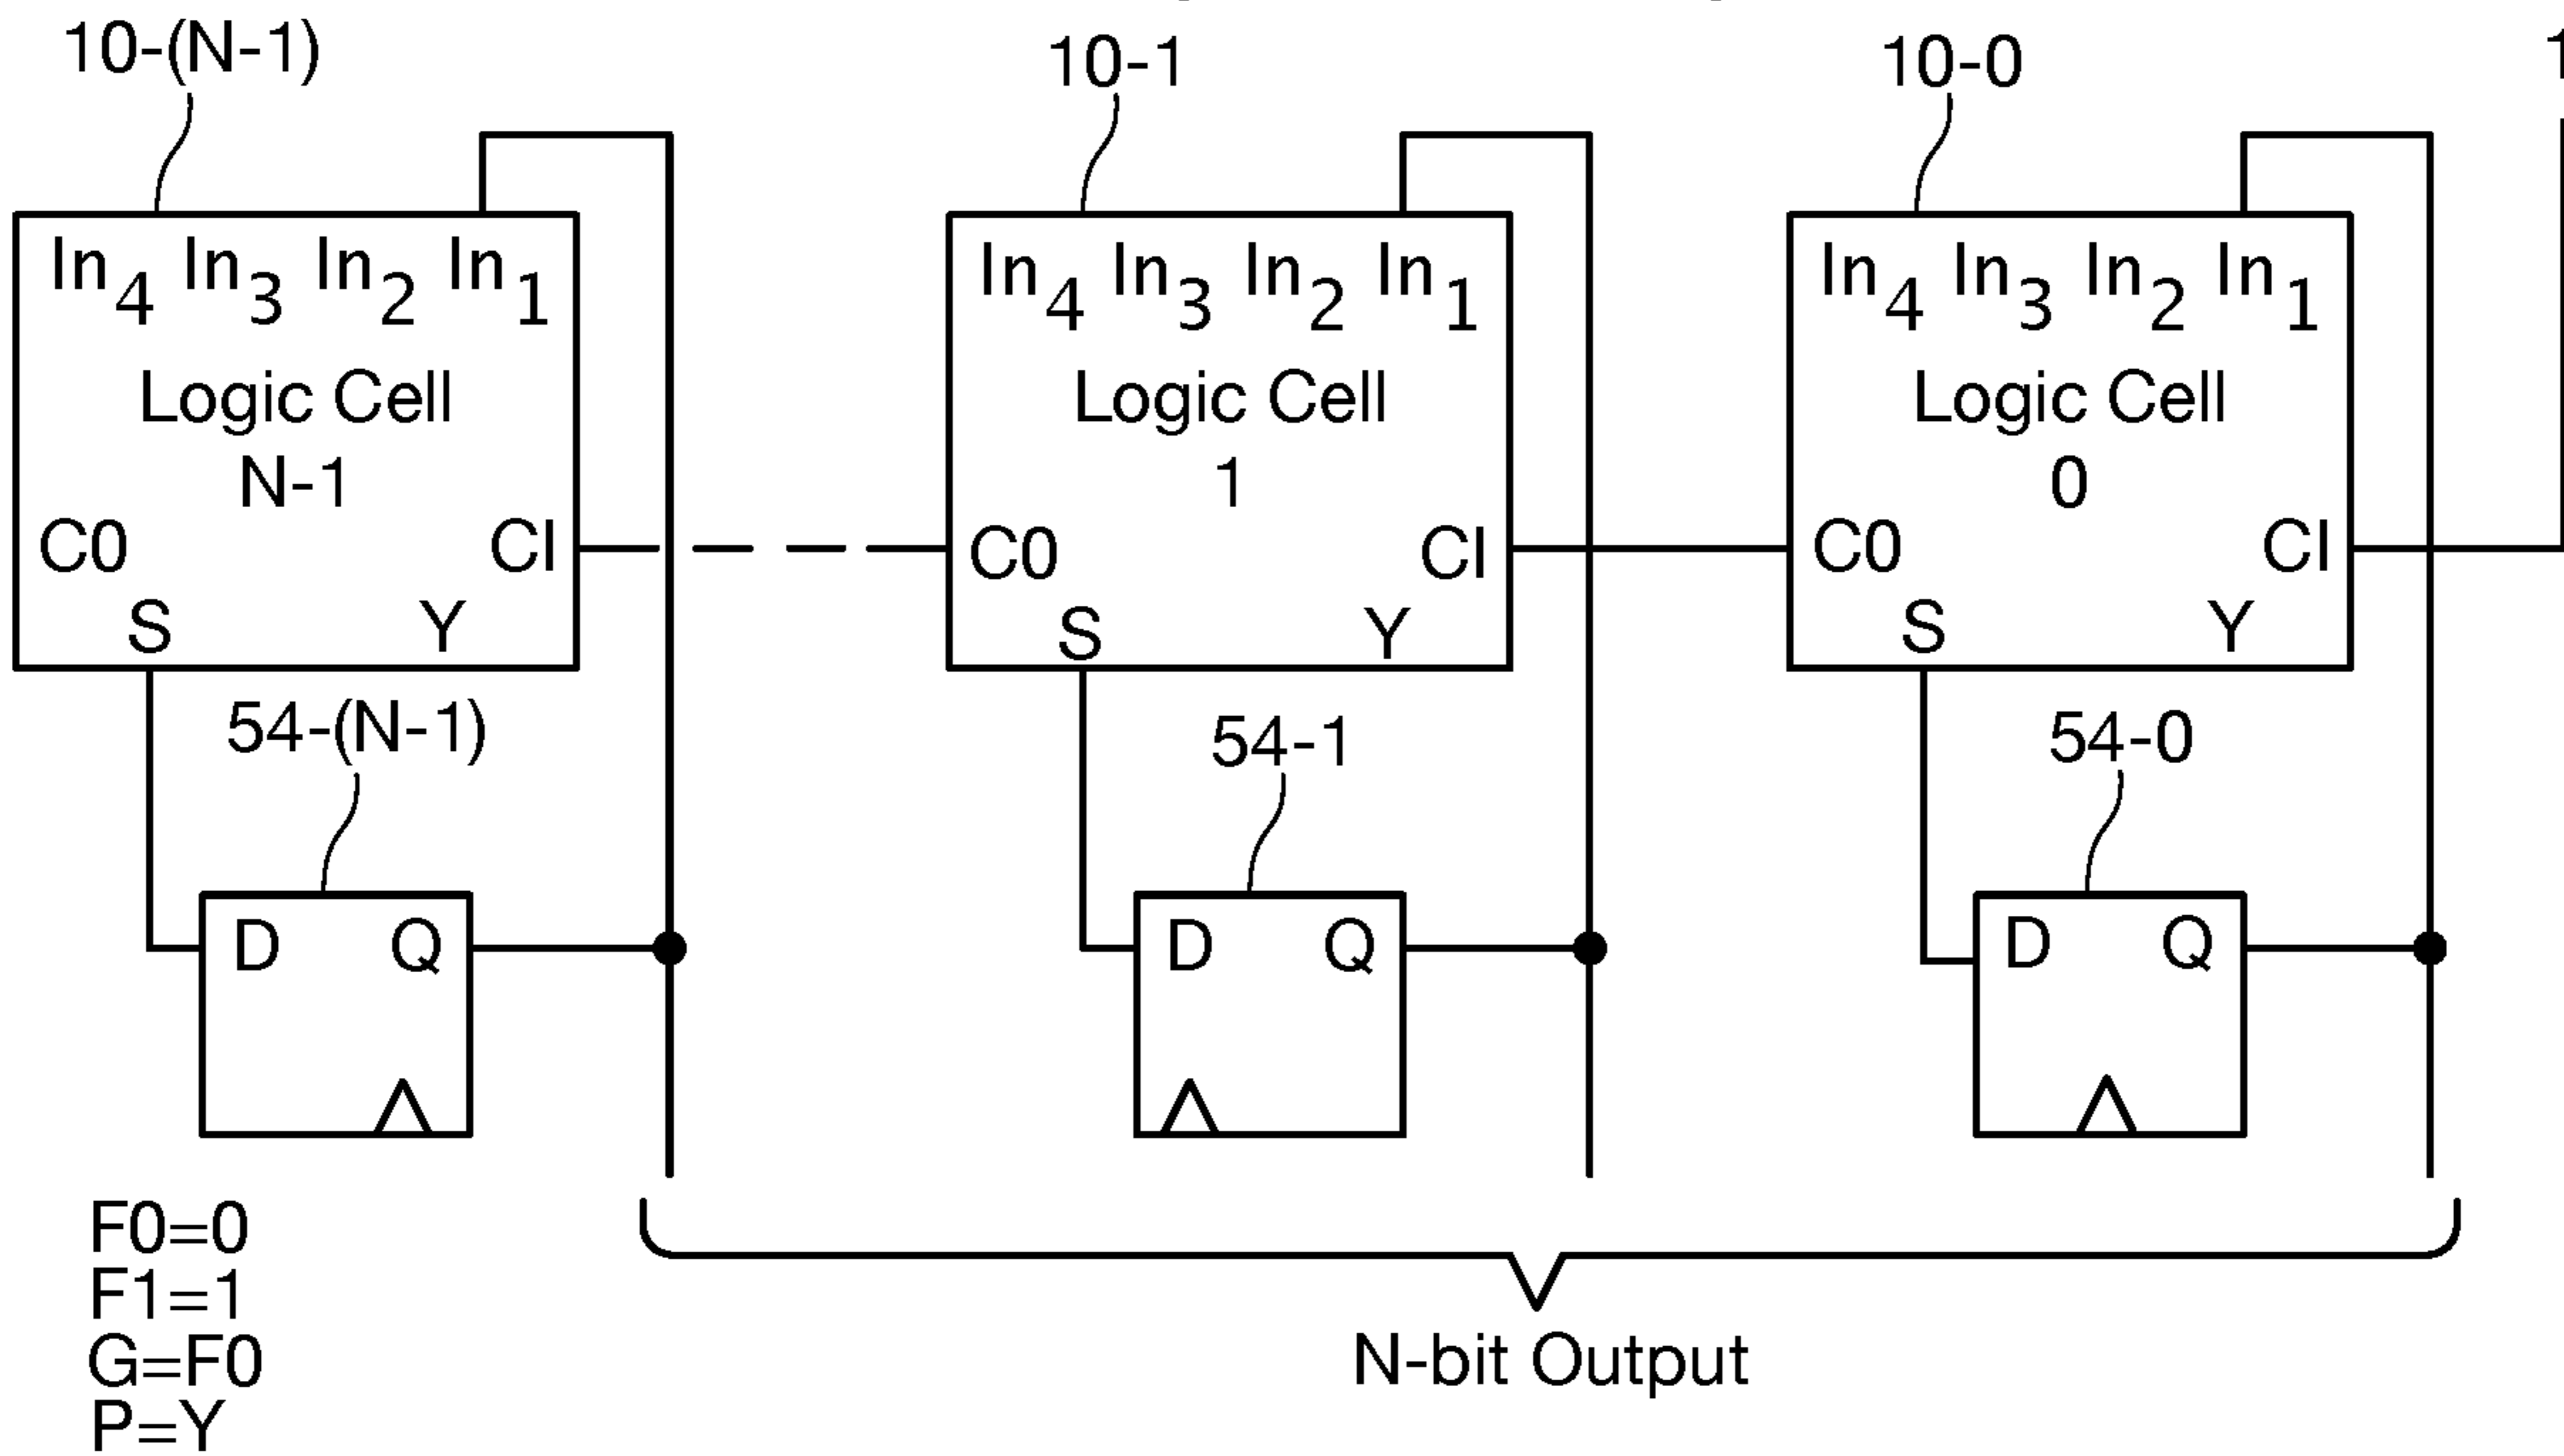 10-(N-1)
10-1
10-0
1
In4 In3 In2 In1
Logic Cell
N-1
C0 CI
S Y
In4 In3 In2 In1
Logic Cell
1
C0 CI
S Y
In4 In3 In2 In1
Logic Cell
0
C0 CI
S Y
54-(N-1)
54-1
54-0
D Q
D Q
D Q
F0=0
F1=1
G=F0
P=Y
N-bit Output